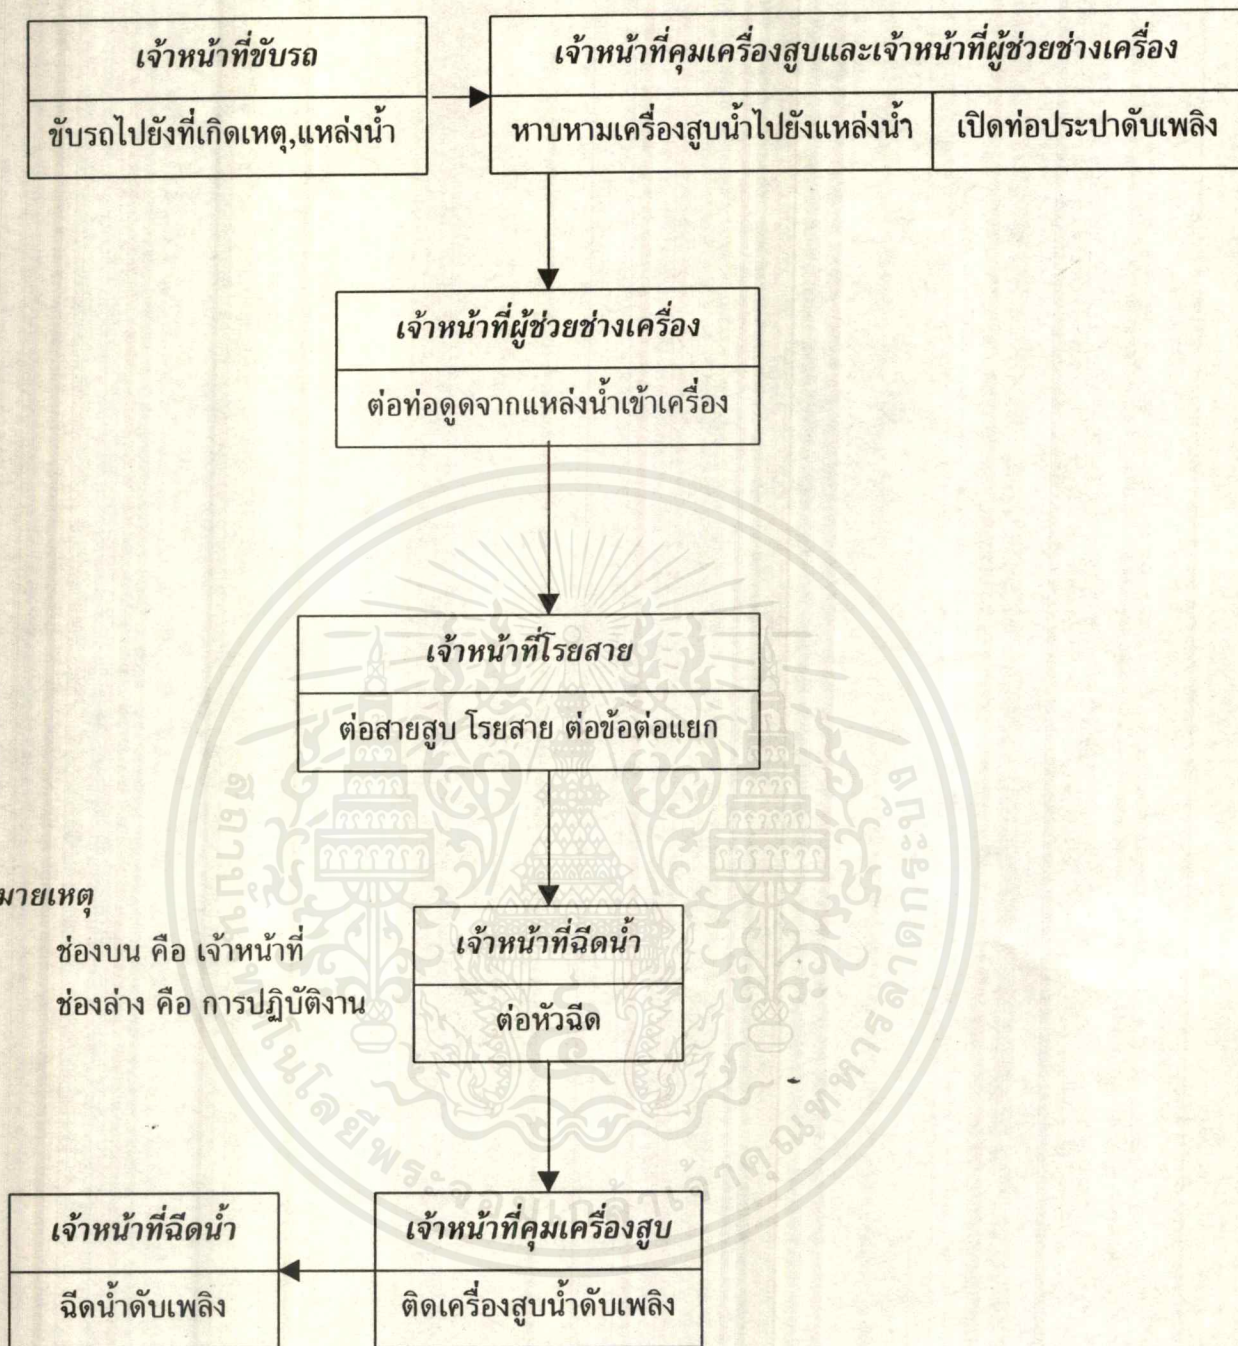 เจ้าหน้าที่ขับรถ
ขับรถไปยังที่เกิดเหตุ,แหล่งน้ำ
เจ้าหน้าที่คุมเครื่องสูบและเจ้าหน้าที่ผู้ช่วยช่างเครื่อง
หาบหามเครื่องสูบน้ำไปยังแหล่งน้ำ
เปิดท่อประปาดับเพลิง
เจ้าหน้าที่ผู้ช่วยช่างเครื่อง
ต่อท่อดูดจากแหล่งน้ำเข้าเครื่อง
เจ้าหน้าที่โรยสาย
ต่อสายสูบ โรยสาย ต่อข้อต่อแยก
มายเหตุ
ช่องบน คือ เจ้าหน้าที่
ช่องล่าง คือ การปฏิบัติงาน
เจ้าหน้าที่ฉีดน้ำ
ต่อหัวฉีด
เจ้าหน้าที่คุมเครื่องสูบ
ติดเครื่องสูบน้ำดับเพลิง
เจ้าหน้าที่ฉีดน้ำ
ฉีดน้ำดับเพลิง